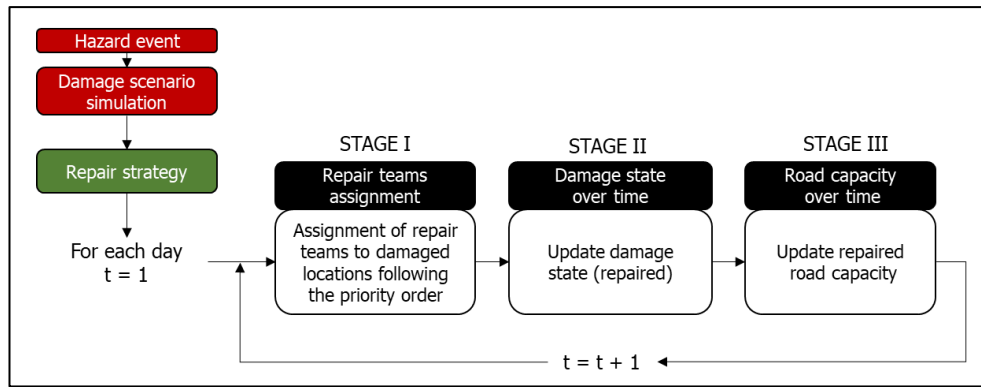 Hazard event
Damage scenario
simulation
Repair strategy
For each day
t = 1
STAGE I
Repair teams
assignment
Assignment of repair
teams to damaged
locations following
the priority order
STAGE II
Damage state
over time
Update damage
state (repaired)
STAGE III
Road capacity
over time
Update repaired
road capacity
t = t + 1